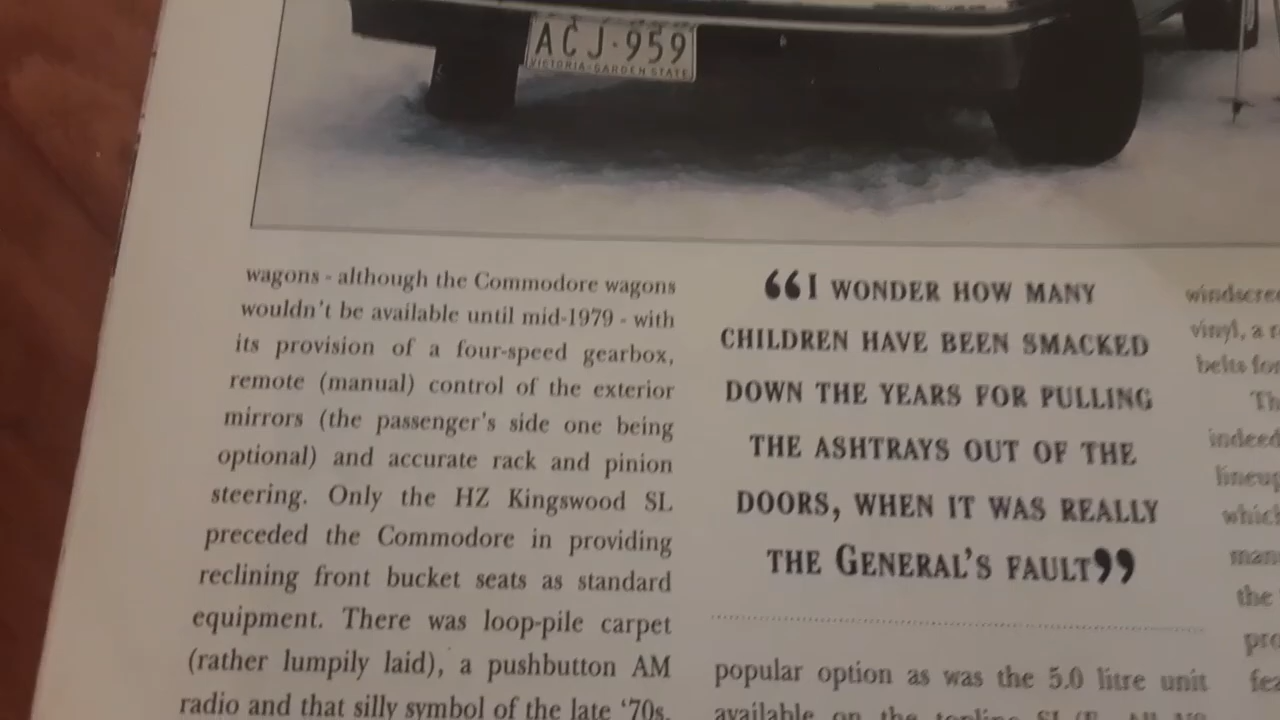 ACJ·959
VICTORIA - GARDEN STATE
wagons - although the Commodore wagons
wouldn't be available until mid-1979 - with
its provision of a four-speed gearbox,
remote (manual) control of the exterior
mirrors (the passenger's side one being
optional) and accurate rack and pinion
steering. Only the HZ Kingswood SL
preceded the Commodore in providing
reclining front bucket seats as standard
equipment. There was loop-pile carpet
(rather lumpily laid), a pushbutton AM
radio and that silly symbol of the late '70s,
“I WONDER HOW MANY
CHILDREN HAVE BEEN SMACKED
DOWN THE YEARS FOR PULLING
THE ASHTRAYS OUT OF THE
DOORS, WHEN IT WAS REALLY
THE GENERAL'S FAULT”
popular option as was the 5.0 litre unit
available on the topline
vinyl, a
belts for
indeed
which
the